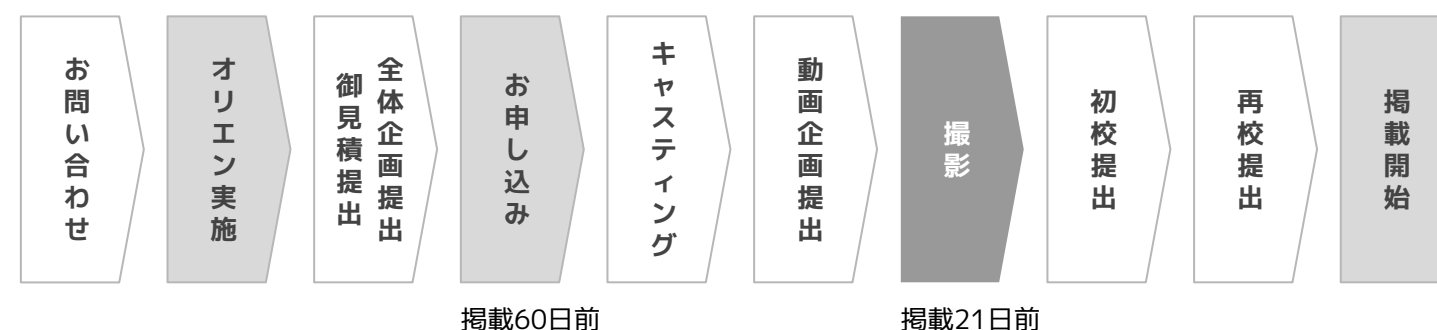 お問い合わせ
オリエン実施
全体企画提出
御見積提出
お申し込み
キャスティング
動画企画提出
撮影
初校提出
再校提出
掲載開始
掲載60日前
掲載21日前